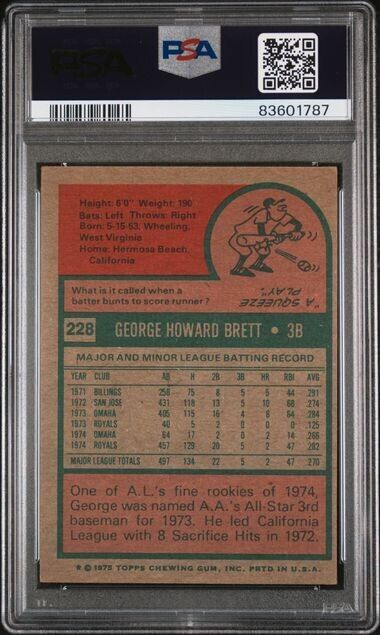 PSA
PSA
83601787
Height: 6'0" Weight: 190
Bats: Left Throws: Right
Born: 5-15-53, Wheeling,
West Virginia
Home: Hermosa Beach,
California
What is it called when a
batter bunts to score runner?
"A SQUEEZE
PLAY".
228 GEORGE HOWARD BRETT • 3B
MAJOR AND MINOR LEAGUE BATTING RECORD
YEAR CLUB AB H 2B 3B HR RBI AVG
1971 BILLINGS 258 75 8 5 5 44 291
1972 SAN JOSE 431 118 13 5 10 68 274
1973 OMAHA 405 115 16 4 8 64 284
1973 ROYALS 40 5 2 0 0 0 125
1974 OMAHA 64 17 2 0 2 14 266
1974 ROYALS 457 129 20 5 2 47 282
MAJOR LEAGUE TOTALS 497 134 22 5 2 47 270
One of A.L.'s fine rookies of 1974,
George was named A.A.'s All-Star 3rd
baseman for 1973. He led California
League with 8 Sacrifice Hits in 1972.
* © 1975 TOPPS CHEWING GUM, INC. PRTD IN U.S.A.
PSA